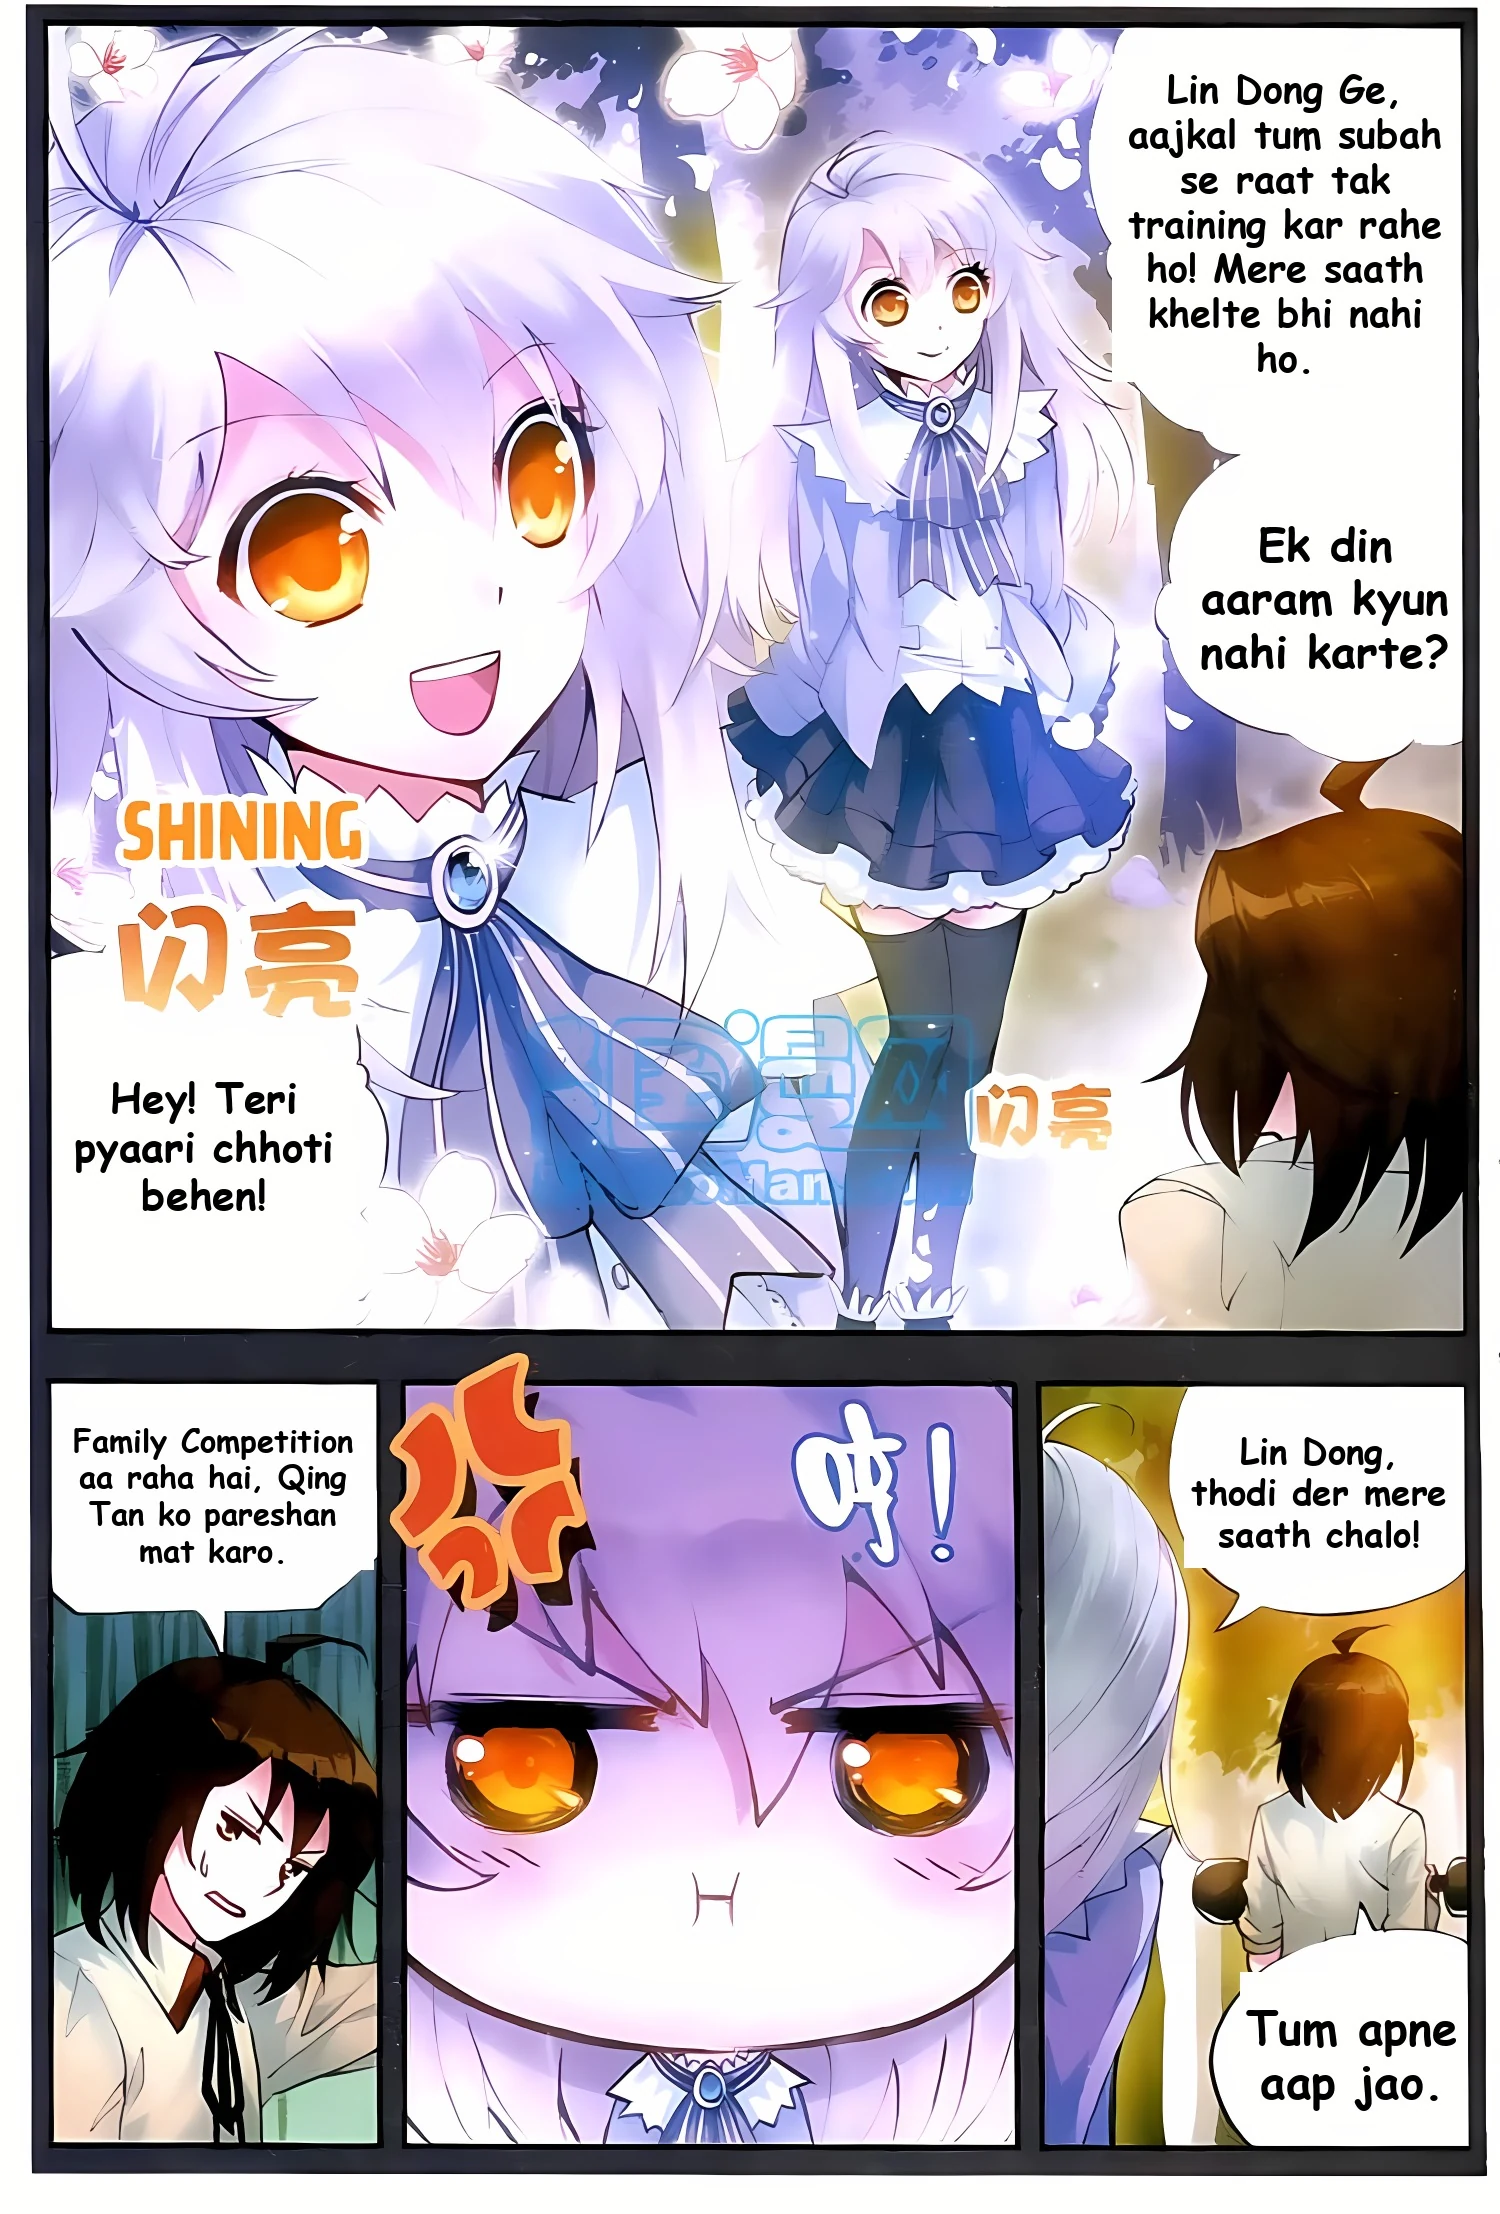 Lin Dong Ge,
aajkal tum subah
se raat tak
training kar rahe
ho! Mere saath
khelte bhi nahi
ho.
Ek din
aaram kyun
nahi karte?
SHINING
闪亮
Hey! Teri
pyaari chhoti
behen!
闪亮
Family Competition
aa raha hai, Qing
Tan ko pareshan
mat karo.
哼!
Lin Dong,
thodi der mere
saath chalo!
Tum apne
aap jao.